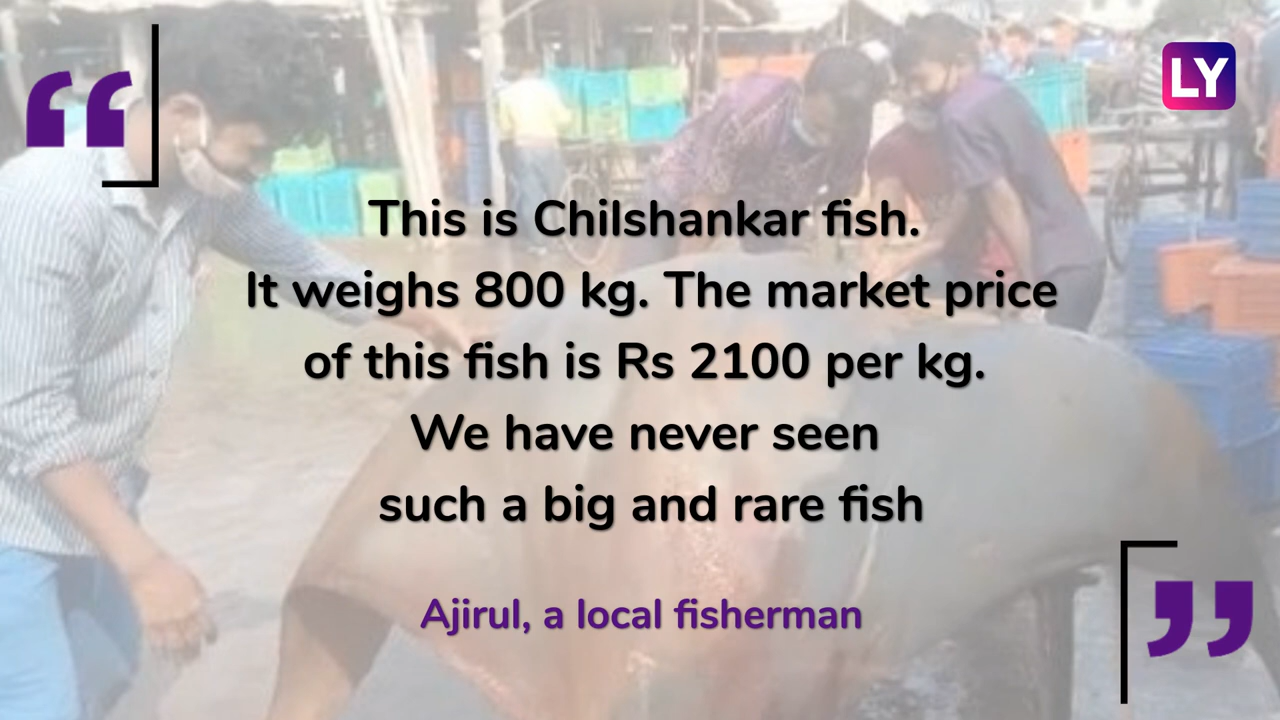 LY
“
This is Chilshankar fish.
It weighs 800 kg. The market price
of this fish is Rs 2100 per kg.
We have never seen
such a big and rare fish
Ajirul, a local fisherman
”